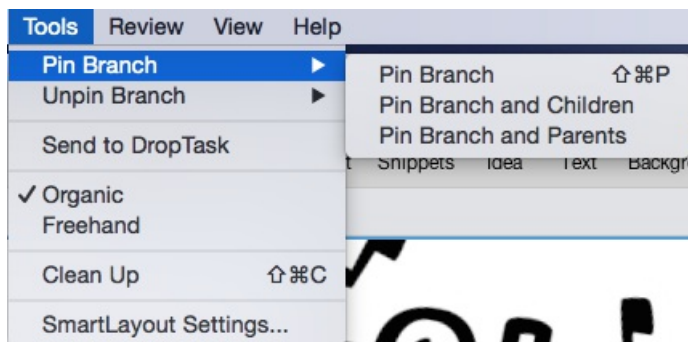 Tools Review View Help
Pin Branch ▶
Unpin Branch ▶
Send to DropTask
✓ Organic
Freehand
Clean Up ⇧⌘C
SmartLayout Settings...
Pin Branch ⇧⌘P
Pin Branch and Children
Pin Branch and Parents
Snippets Idea Text